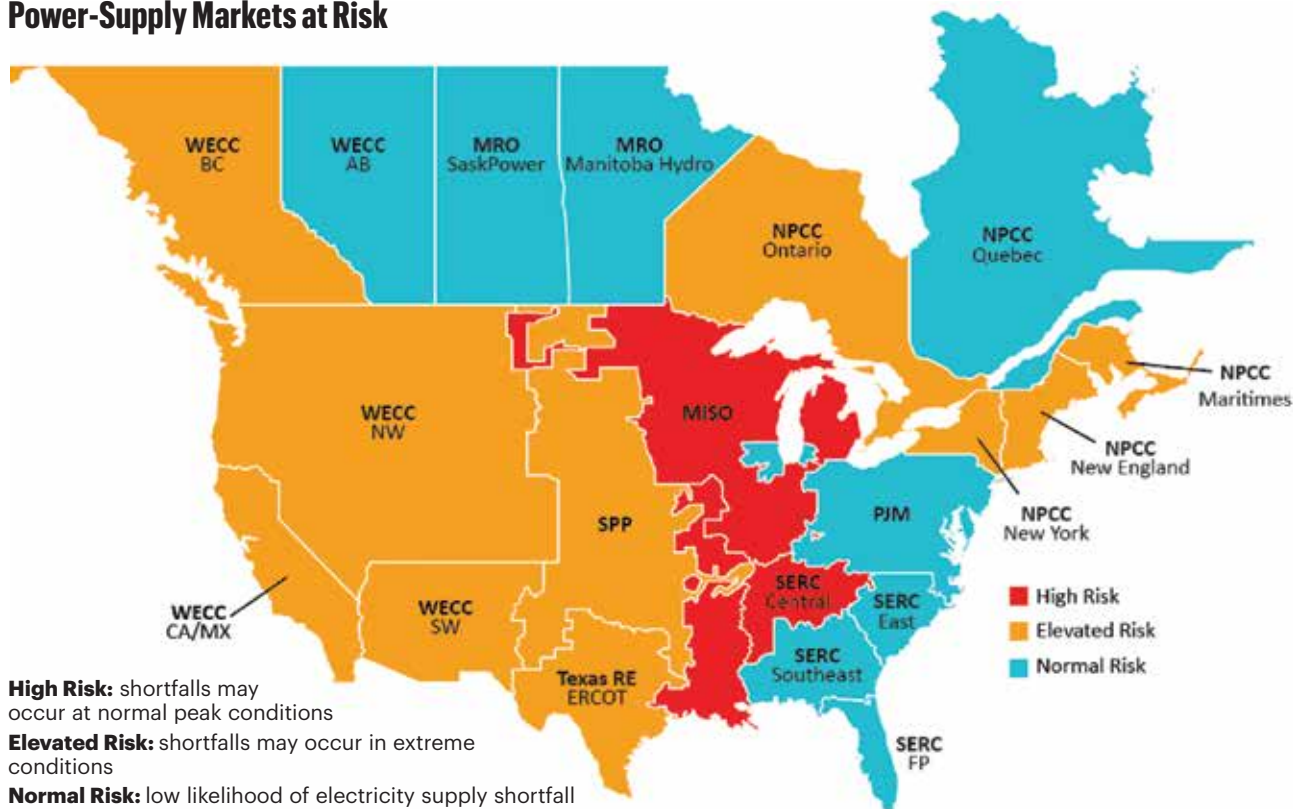 Power-Supply Markets at Risk
WECC
BC
WECC
AB
MRO
SaskPower
MRO
Manitoba Hydro
NPCC
Ontario
NPCC
Quebec
NPCC
Maritimes
WECC
NW
MISO
NPCC
New England
SPP
PJM
NPCC
New York
WECC
CA/MX
WECC
SW
SERC
Central
SERC
East
SERC
Southeast
Texas RE
ERCOT
SERC
FP
High Risk
Elevated Risk
Normal Risk
High Risk: shortfalls may
occur at normal peak conditions
Elevated Risk: shortfalls may occur in extreme
conditions
Normal Risk: low likelihood of electricity supply shortfall